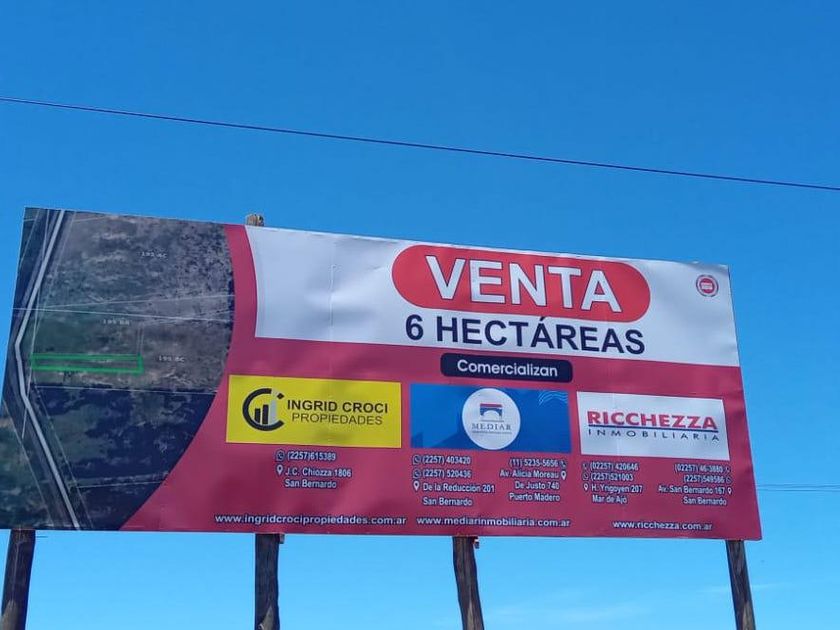 VENTA
6 HECTÁREAS
Comercializan
INGRID CROCI
PROPIEDADES
(2257)615389
J.C. Chiozza 1806
San Bernardo
www.ingridcrocipropiedades.com.ar
MEDIAR
(2257) 403420
(2257) 520436
De la Reducción 201
San Bernardo
(11) 5235-5656
Av. Alicia Moreau
De Justo 740
Puerto Madero
www.mediarinmobiliaria.com.ar
RICCHEZZA
INMOBILIARIA
(02257) 420646
(2257)521003
H. Yrigoyen 207
Mar de Ajó
(02257) 46-3880
(2257)549586
Av. San Bernardo 167
San Bernardo
www.ricchezza.com.ar